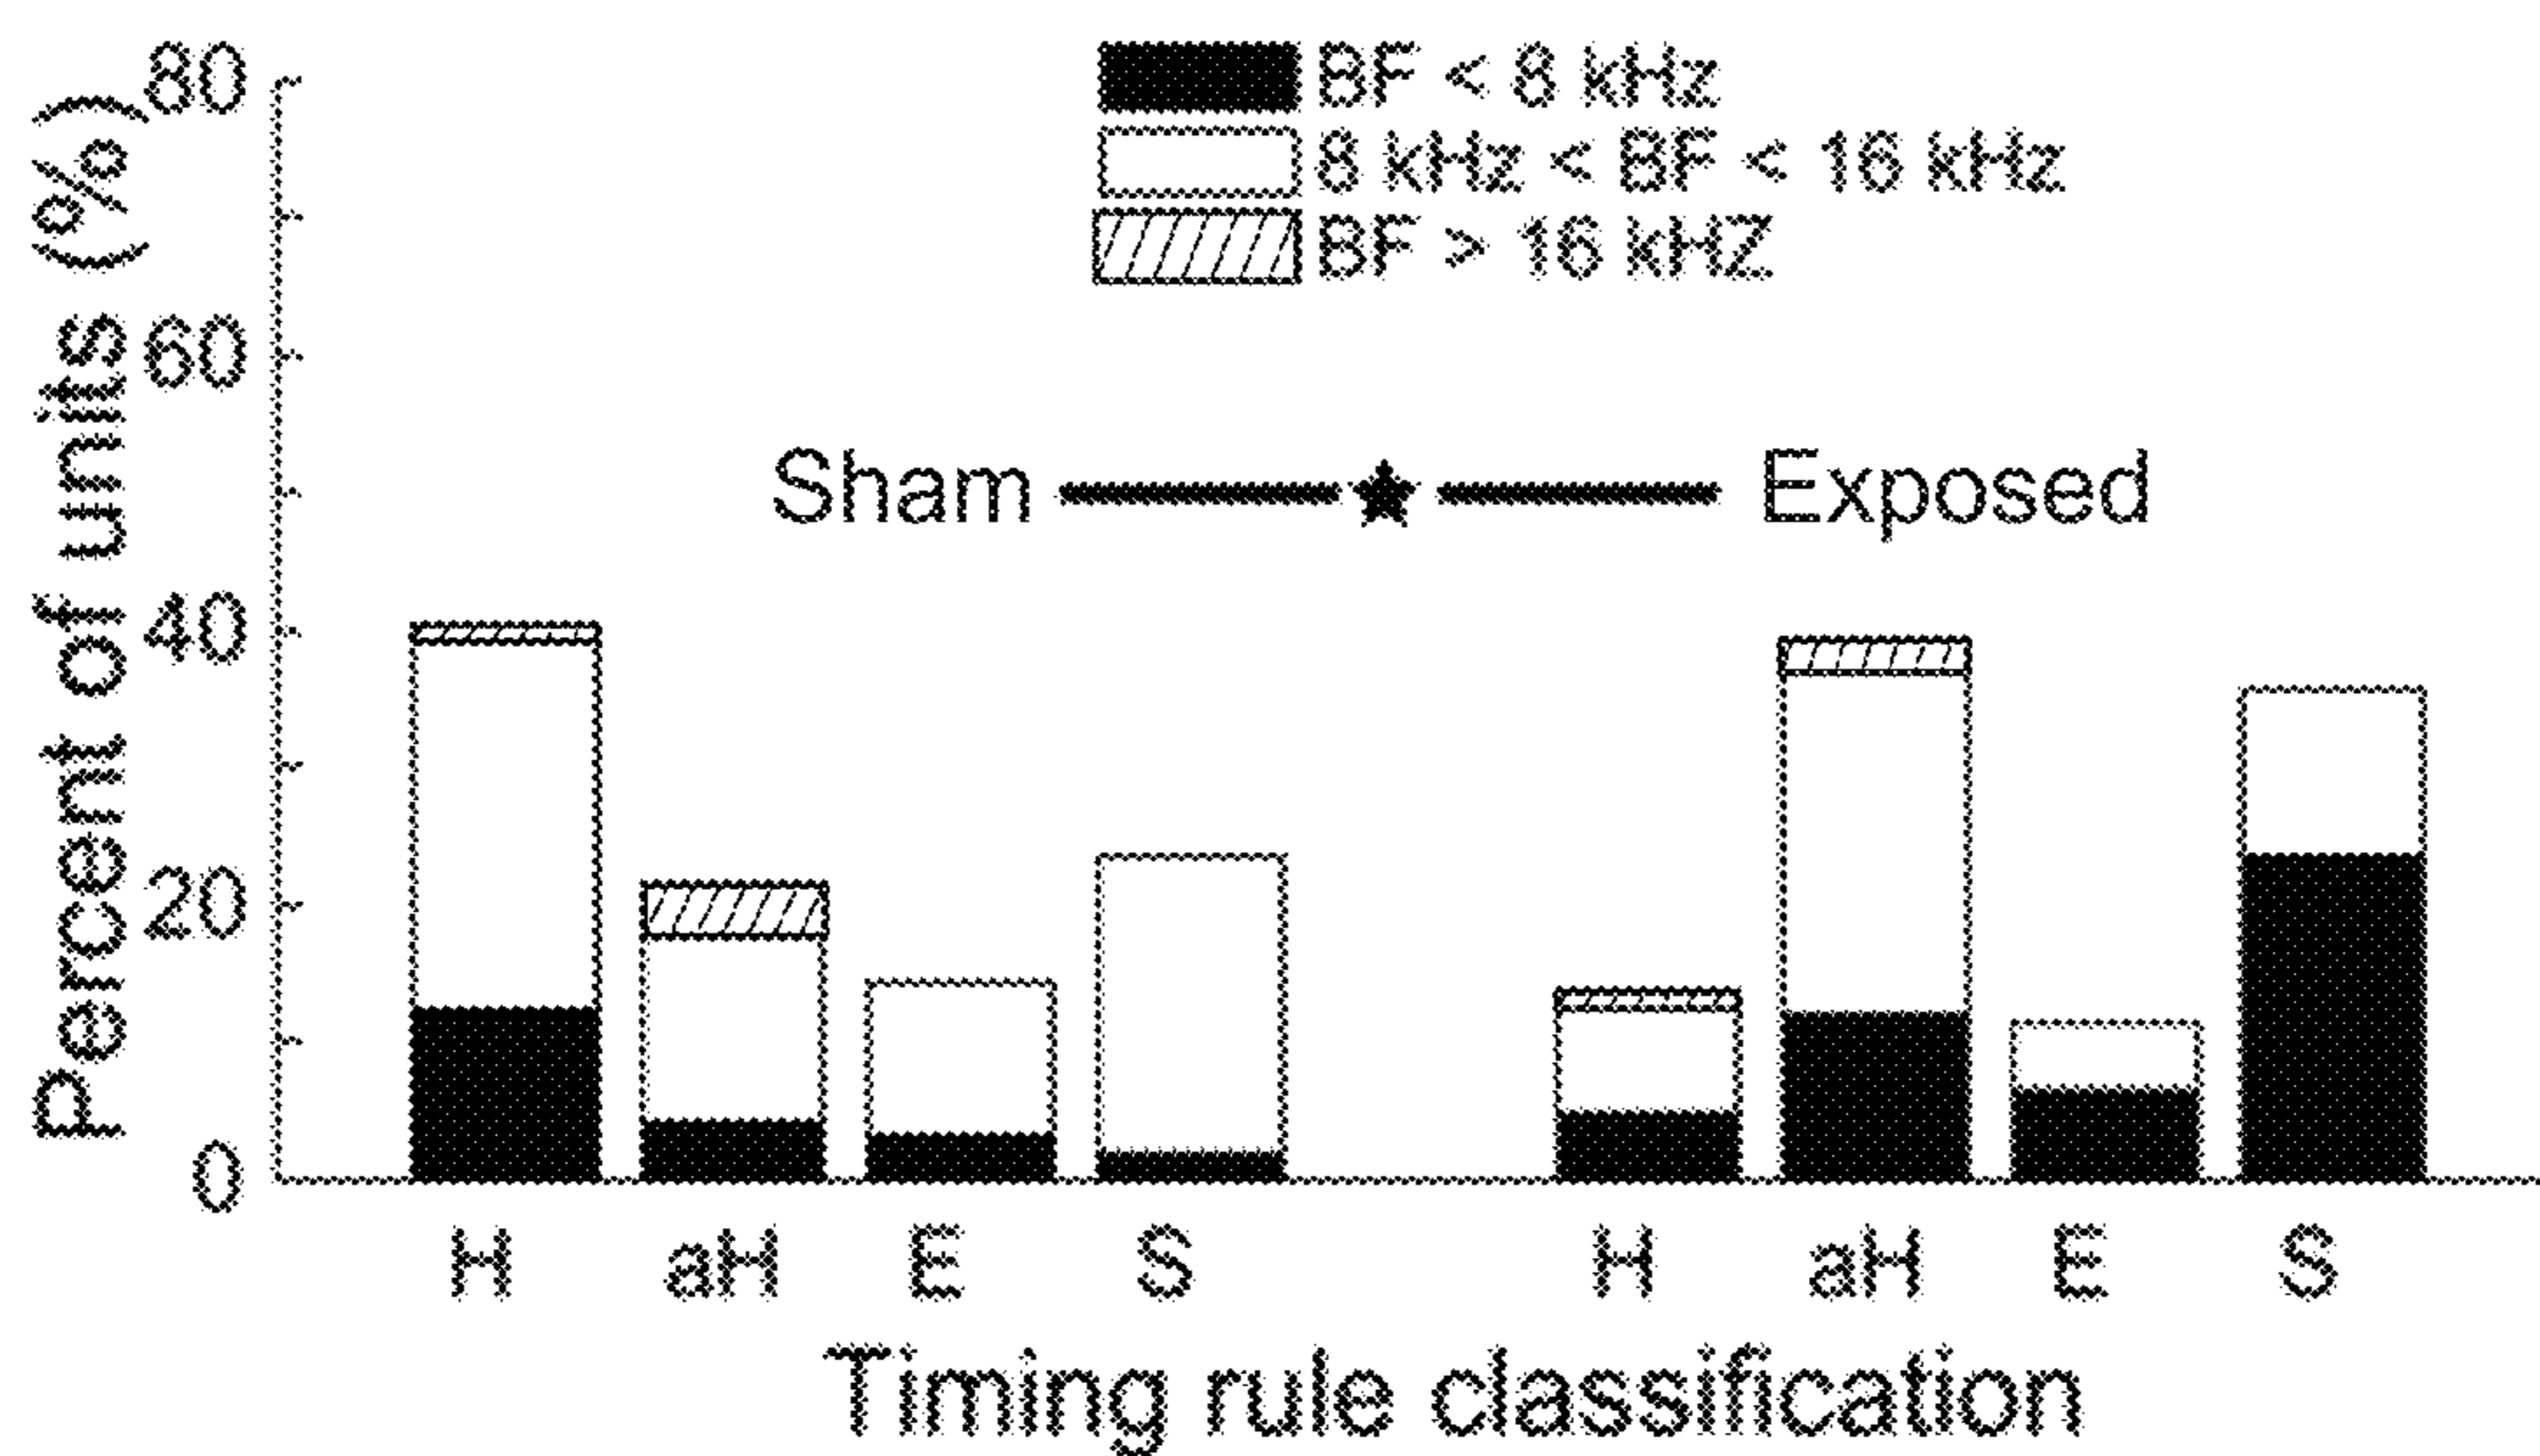 Percent of units (%)
80
60
40
20
0
BF < 8 kHz
8 kHz < BF < 16 kHz
BF > 16 kHZ
Sham
Exposed
H aH E S H aH E S
Timing rule classification